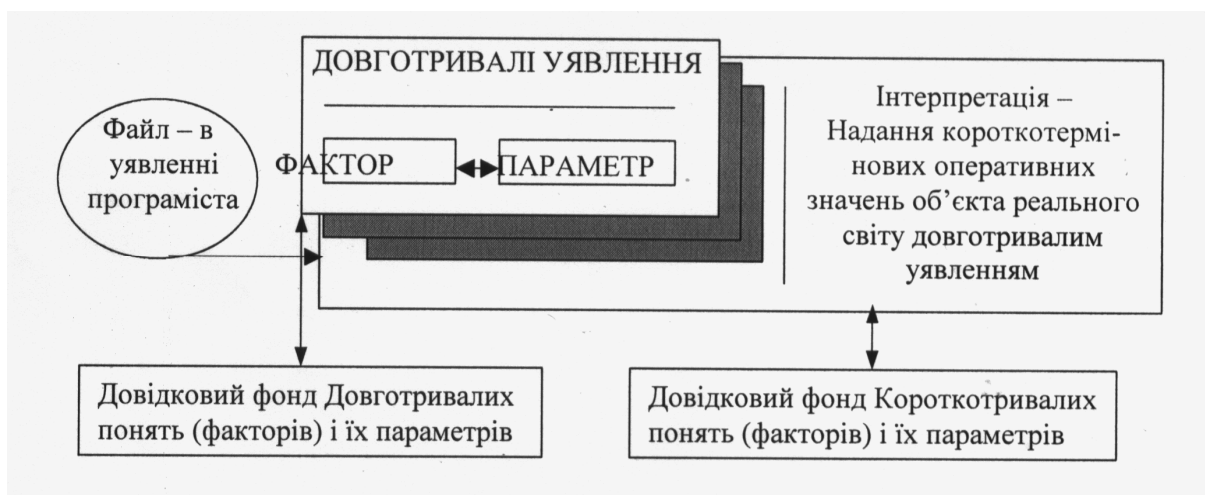 ДОВГОТРИВАЛІ УЯВЛЕННЯ
Файл – в
уявленні
програміста
ФАКТОР
ПАРАМЕТР
Інтерпретація –
Надання короткотермі-
нових оперативних
значень об’єкта реального
світу довготривалим
уявленням
Довідковий фонд Довготривалих
понять (факторів) і їх параметрів
Довідковий фонд Короткотривалих
понять (факторів) і їх параметрів